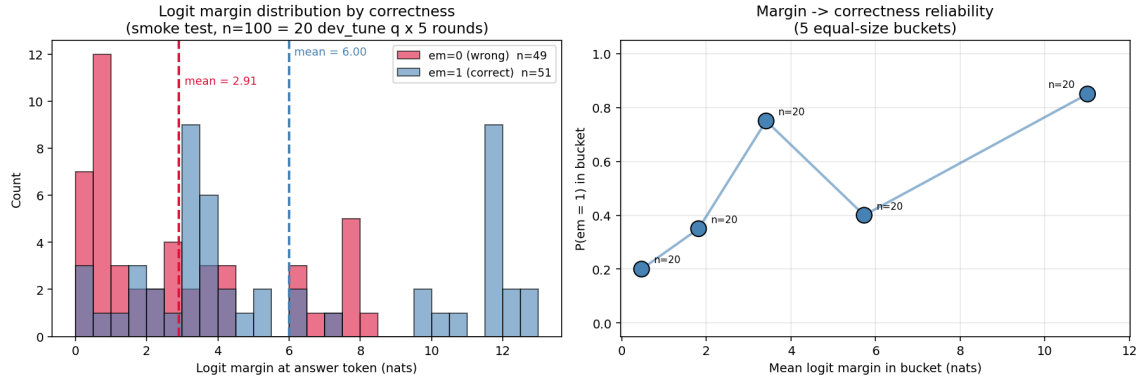 Logit margin distribution by correctness
(smoke test, n=100 = 20 dev_tune q x 5 rounds)
mean = 2.91
mean = 6.00
em=0 (wrong)  n=49
em=1 (correct)  n=51
Count
0
2
4
6
8
10
12
0
2
4
6
8
10
12
Logit margin at answer token (nats)
Margin -> correctness reliability
(5 equal-size buckets)
P(em = 1) in bucket
0.0
0.2
0.4
0.6
0.8
1.0
n=20
n=20
n=20
n=20
n=20
0
2
4
6
8
10
12
Mean logit margin in bucket (nats)